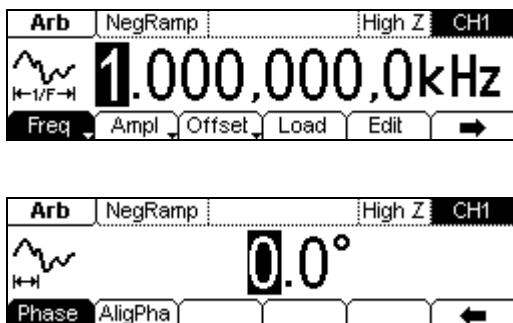 Arb NegRamp High Z CH1
1/F 1.000,000,0kHz
Freq Ampl Offset Load Edit
Arb NegRamp High Z CH1
0.0°
Phase AligPha